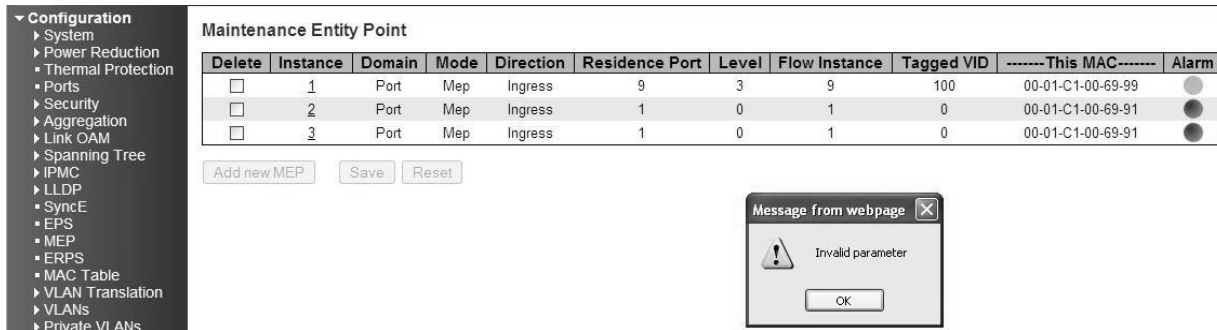 Configuration
System
Power Reduction
Thermal Protection
Ports
Security
Aggregation
Link OAM
Spanning Tree
IPMC
LLDP
SyncE
EPS
MEP
ERPS
MAC Table
VLAN Translation
VLANs
Private VLANs
Maintenance Entity Point
Delete Instance Domain Mode Direction Residence Port Level Flow Instance Tagged VID -------This MAC------- Alarm
1 Port Mep Ingress 9 3 9 100 00-01-C1-00-69-99
2 Port Mep Ingress 1 0 1 0 00-01-C1-00-69-91
3 Port Mep Ingress 1 0 1 0 00-01-C1-00-69-91
Add new MEP Save Reset
Message from webpage
Invalid parameter
OK